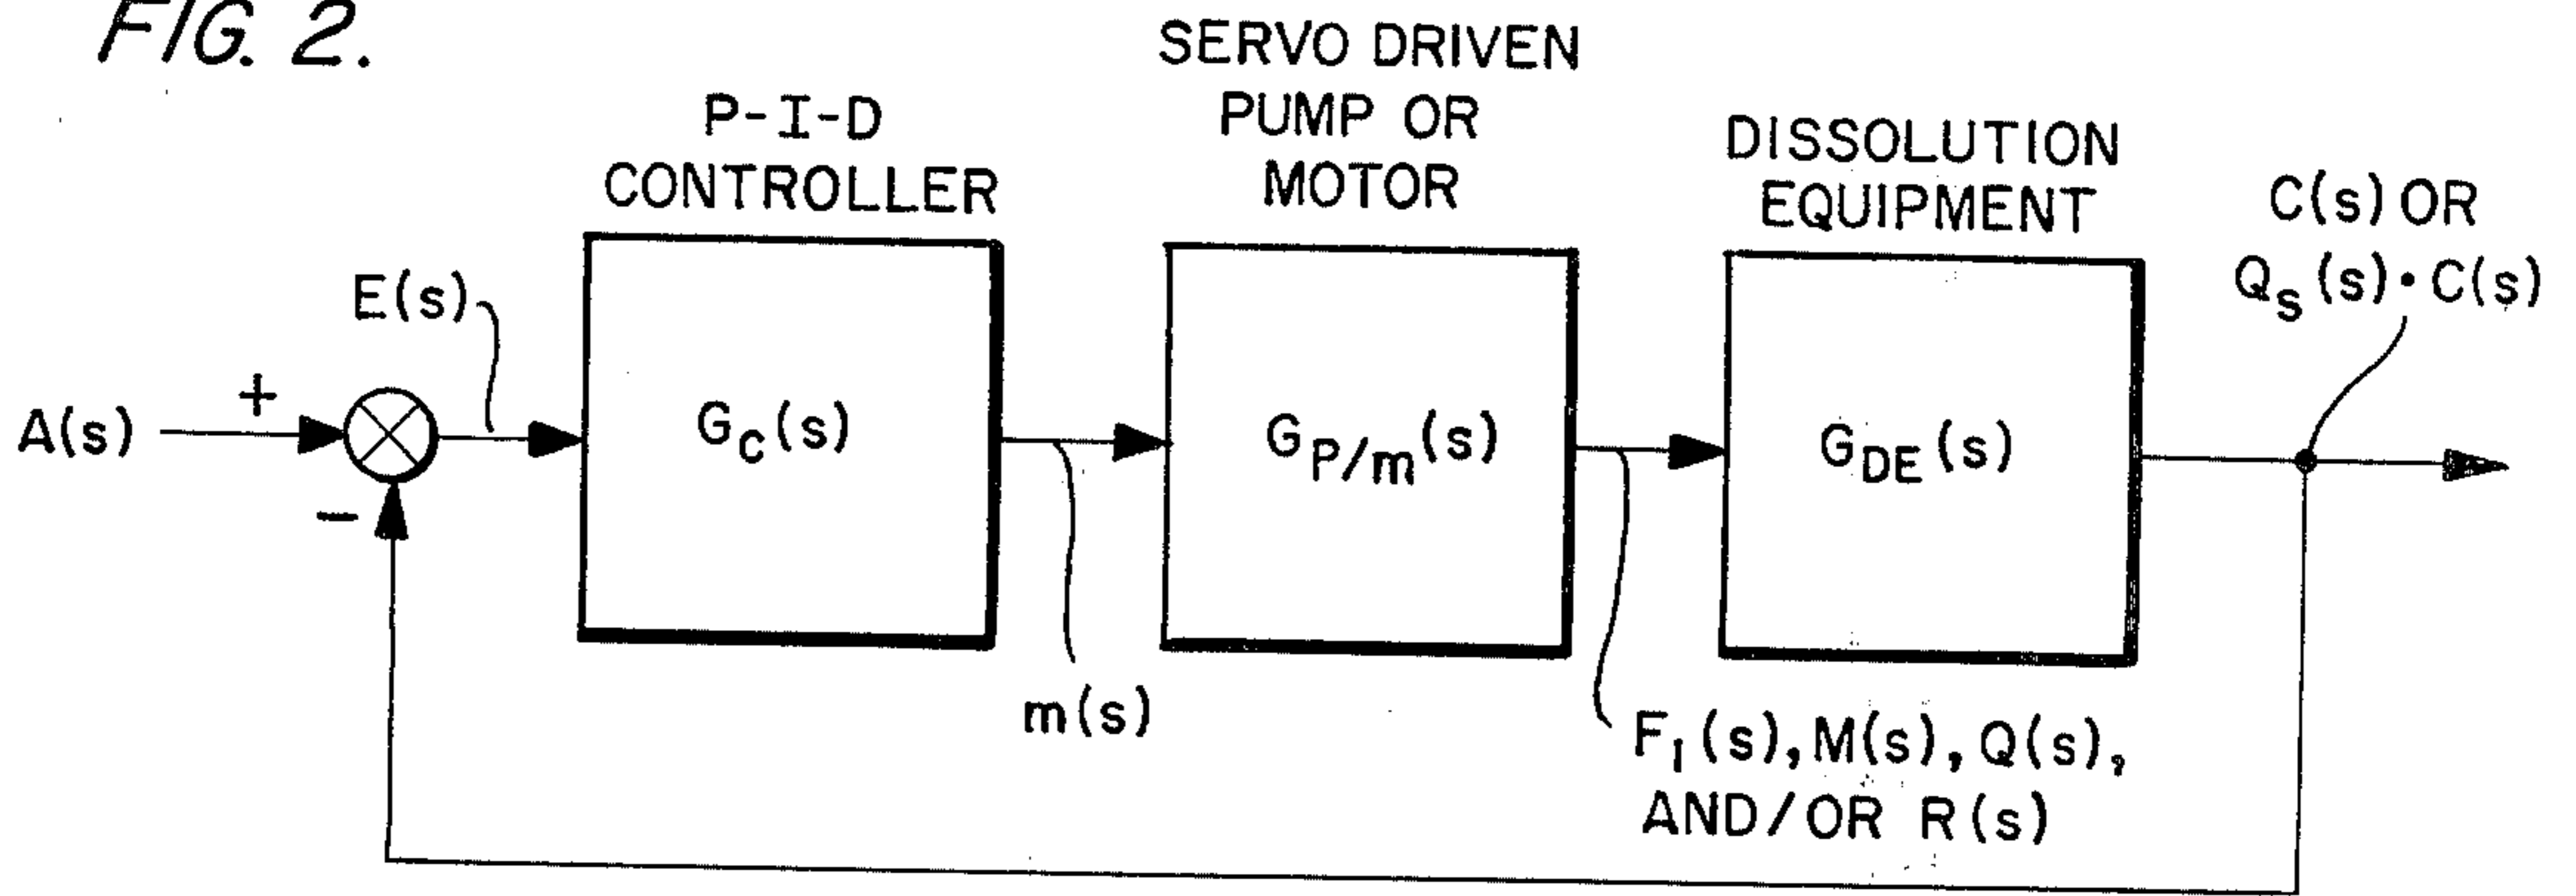 FIG. 2.
SERVO DRIVEN
PUMP OR
MOTOR
P-I-D
CONTROLLER
DISSOLUTION
EQUIPMENT
C(s) OR
Qs(s)•C(s)
E(s)
A(s)
+
−
GC(s)
GP/m(s)
GDE(s)
m(s)
F1(s), M(s), Q(s),
AND/OR R(s)